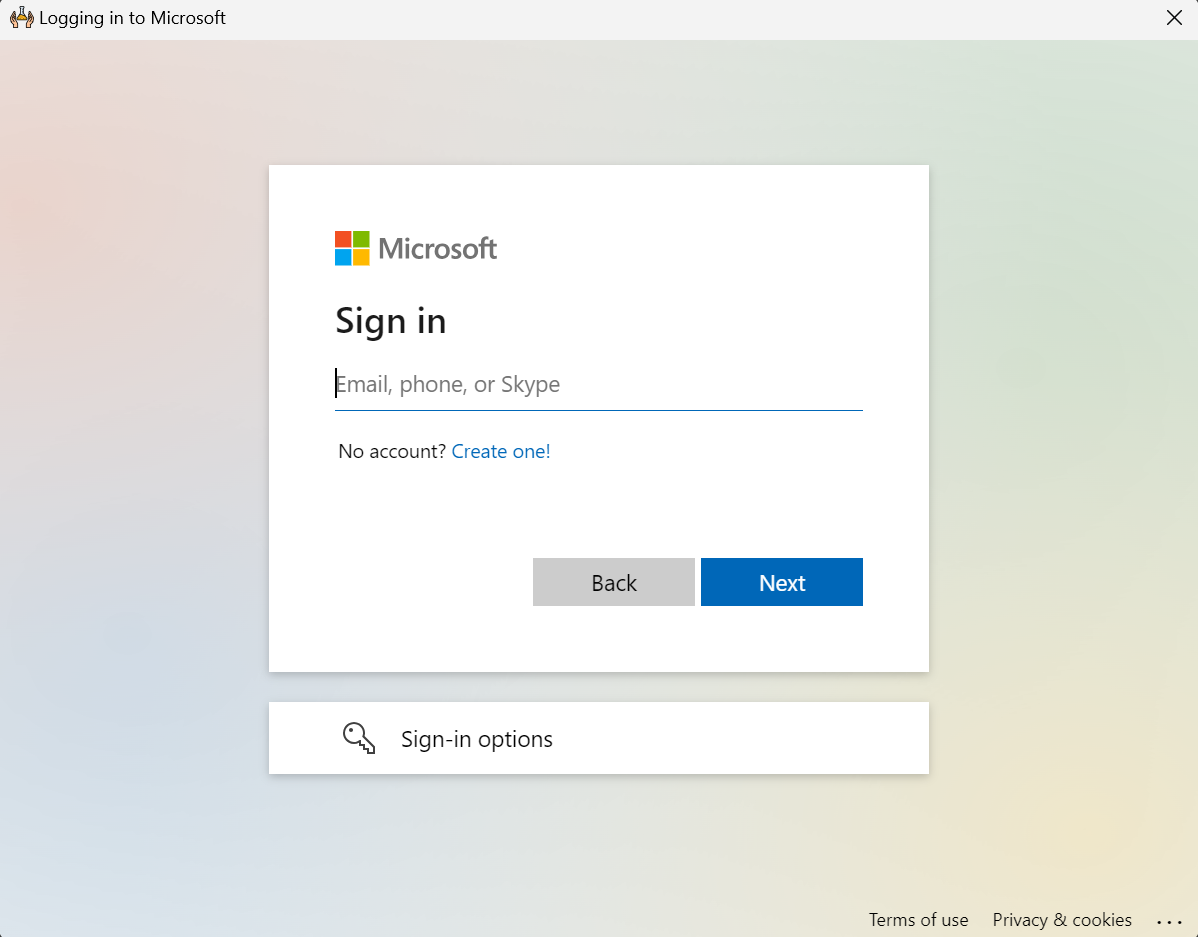 Logging in to Microsoft
Microsoft
Sign in
Email, phone, or Skype
No account? Create one!
Back
Next
Sign-in options
Terms of use
Privacy & cookies
...